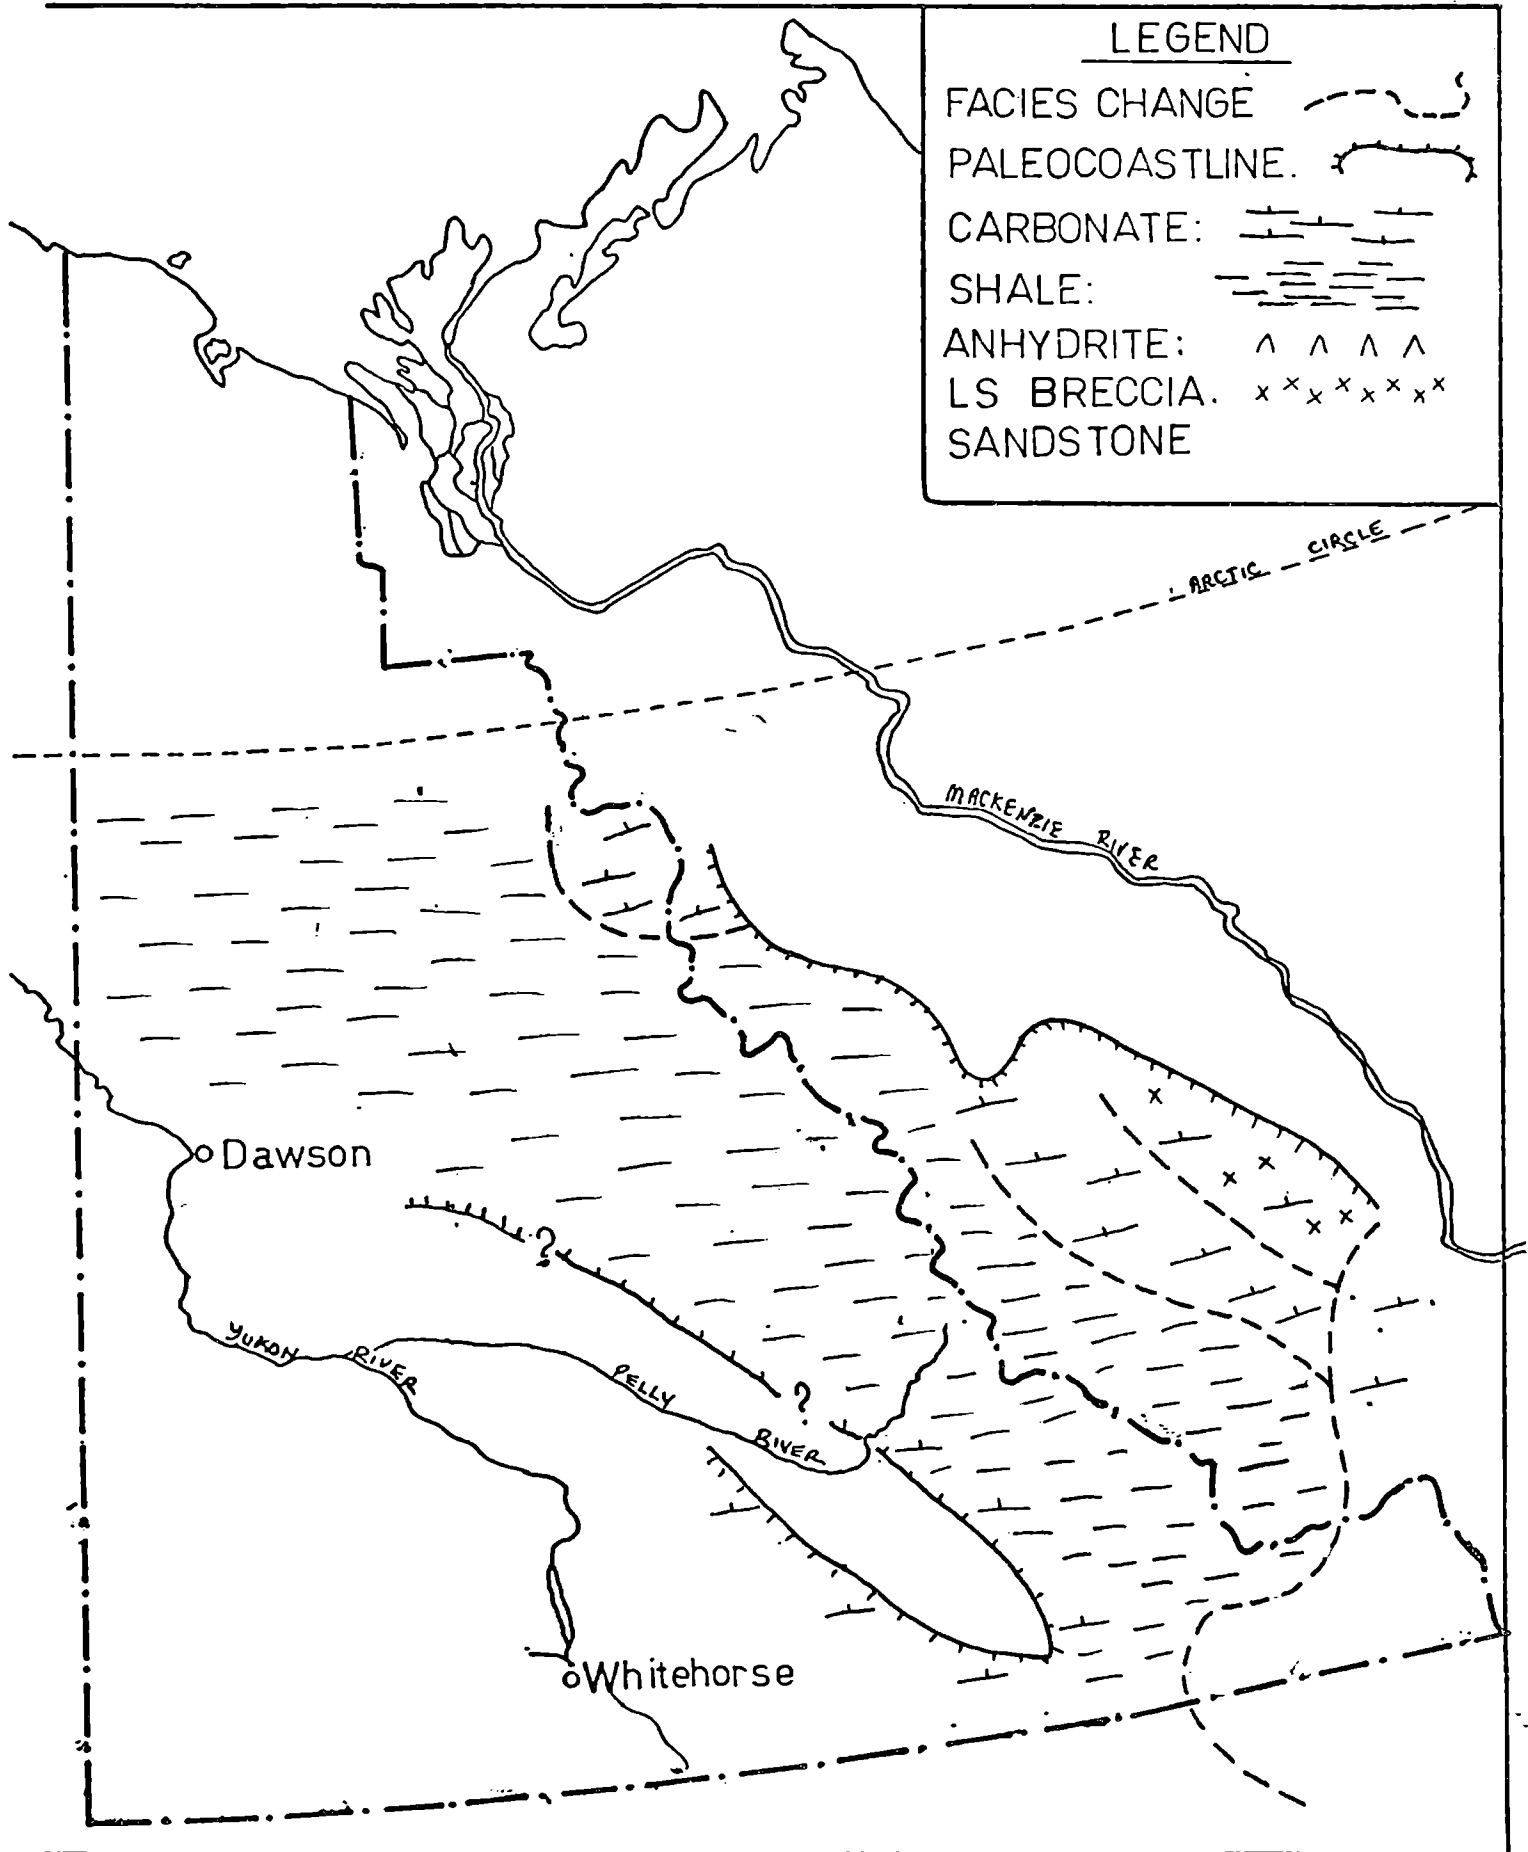 LEGEND
FACIES CHANGE
PALEOCOASTLINE.
CARBONATE:
SHALE:
ANHYDRITE:
LS BRECCIA.
SANDSTONE
ARCTIC CIRCLE
MACKENZIE RIVER
Dawson
?
YUKON RIVER
PELLY RIVER
?
Whitehorse